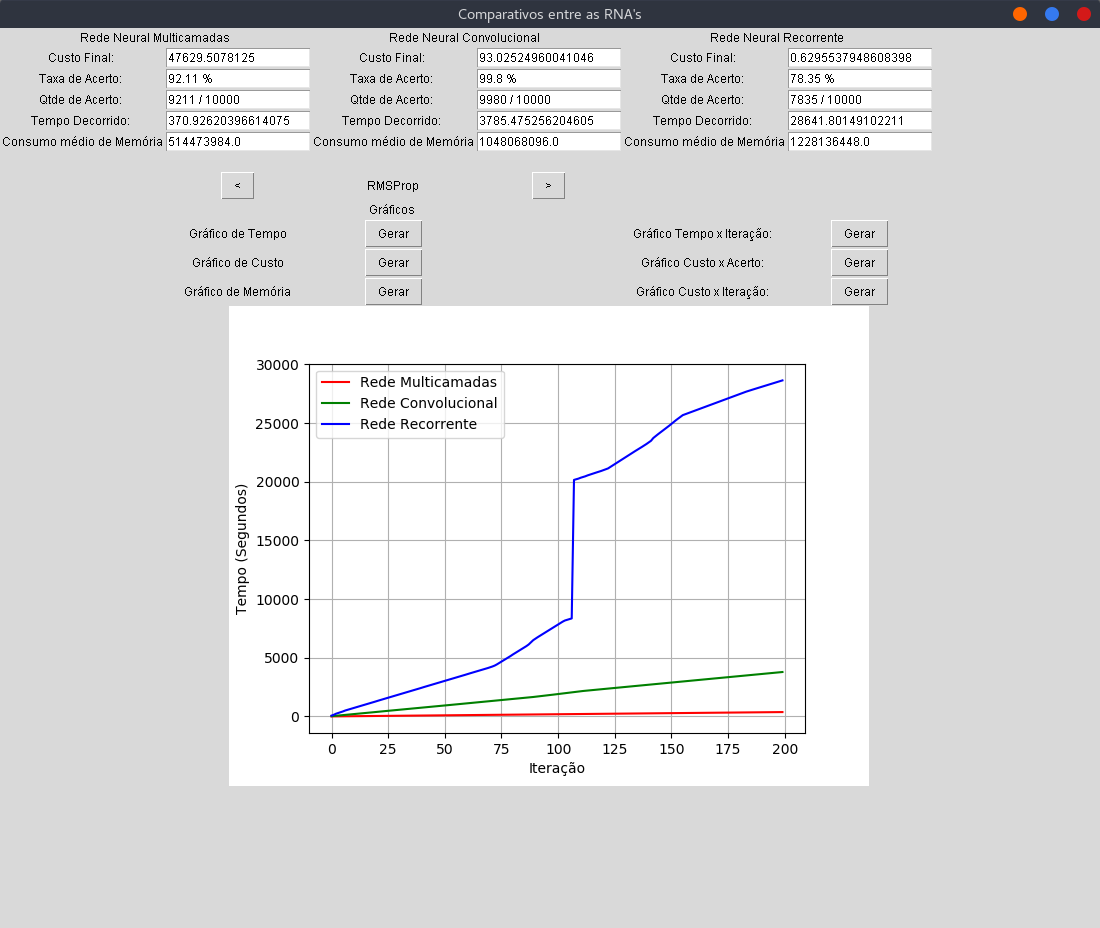 Comparativos entre as RNA's
Rede Neural Multicamadas Rede Neural Convolucional Rede Neural Recorrente
Custo Final: 47629.5078125 Custo Final: 93.02524960041046 Custo Final: 0.6295537948608398
Taxa de Acerto: 92.11 % Taxa de Acerto: 99.8 % Taxa de Acerto: 78.35 %
Qtde de Acerto: 9211 / 10000 Qtde de Acerto: 9980 / 10000 Qtde de Acerto: 7835 / 10000
Tempo Decorrido: 370.92620396614075 Tempo Decorrido: 3785.475256204605 Tempo Decorrido: 28641.80149102211
Consumo médio de Memória 514473984.0 Consumo médio de Memória 1048068096.0 Consumo médio de Memória 1228136448.0
< RMSProp >
Gráficos
Gráfico de Tempo Gerar Gráfico Tempo x Iteração: Gerar
Gráfico de Custo Gerar Gráfico Custo x Acerto: Gerar
Gráfico de Memória Gerar Gráfico Custo x Iteração: Gerar
30000
25000
20000
15000
10000
5000
0
Tempo (Segundos)
Rede Multicamadas
Rede Convolucional
Rede Recorrente
0 25 50 75 100 125 150 175 200
Iteração